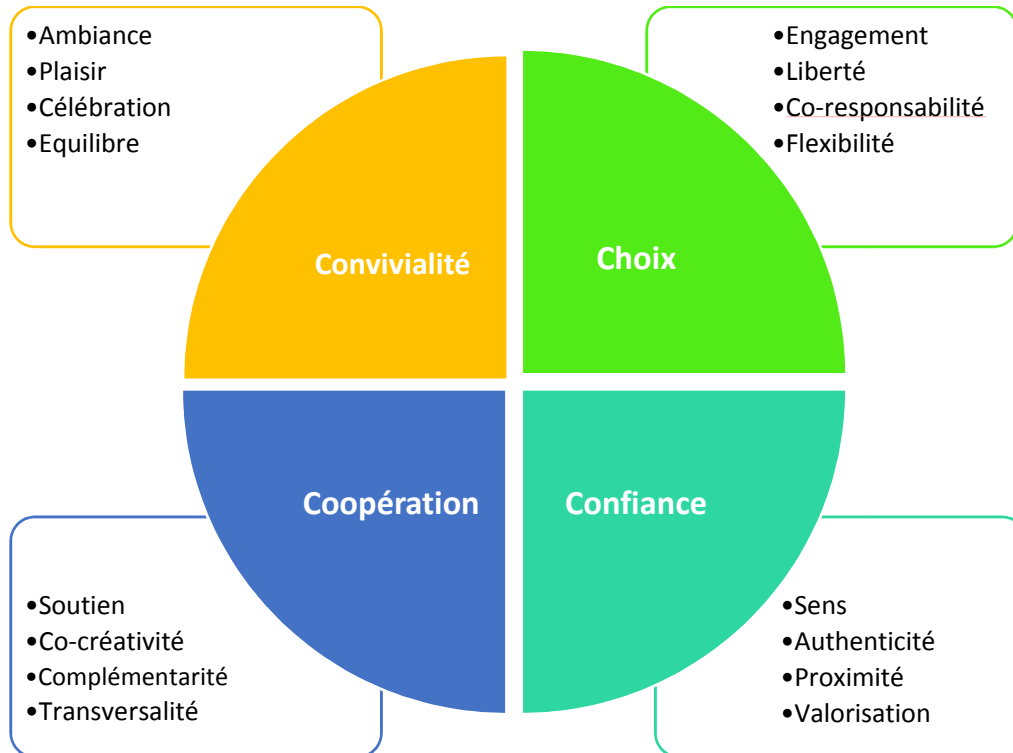 •Ambiance
•Plaisir
•Célébration
•Equilibre
•Engagement
•Liberté
•Co-responsabilité
•Flexibilité
Convivialité
Choix
Coopération
Confiance
•Soutien
•Co-créativité
•Complémentarité
•Transversalité
•Sens
•Authenticité
•Proximité
•Valorisation